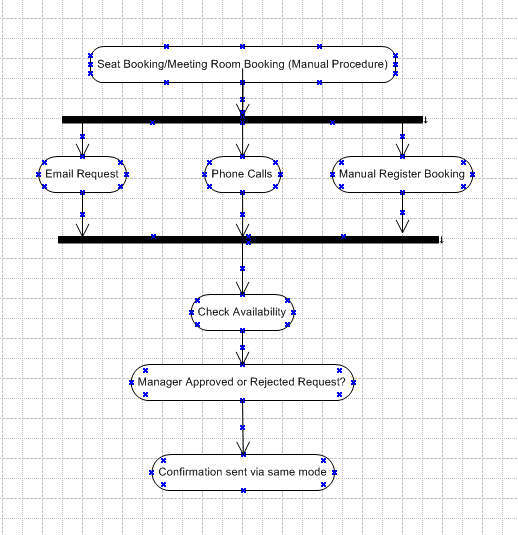 Seat Booking/Meeting Room Booking (Manual Procedure)
Email Request
Phone Calls
Manual Register Booking
Check Availability
Manager Approved or Rejected Request?
Confirmation sent via same mode